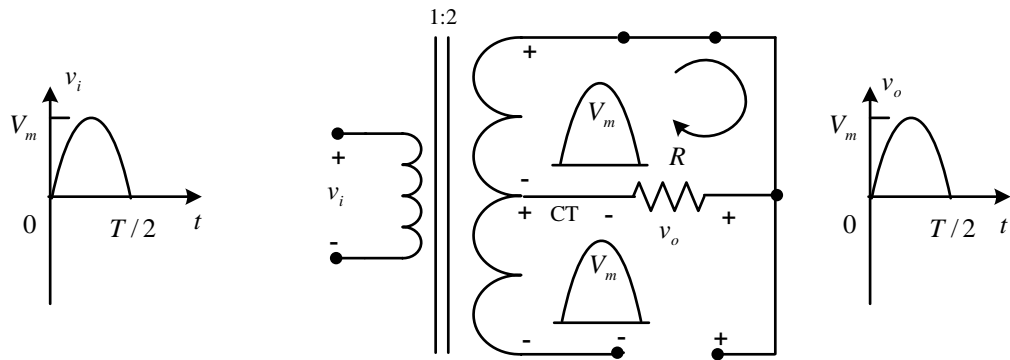 1:2
v_i
V_m
0
T / 2
t
+
v_i
-
+
V_m
-
R
+
CT
-
+
v_o
V_m
-
-
+
v_o
V_m
0
T / 2
t